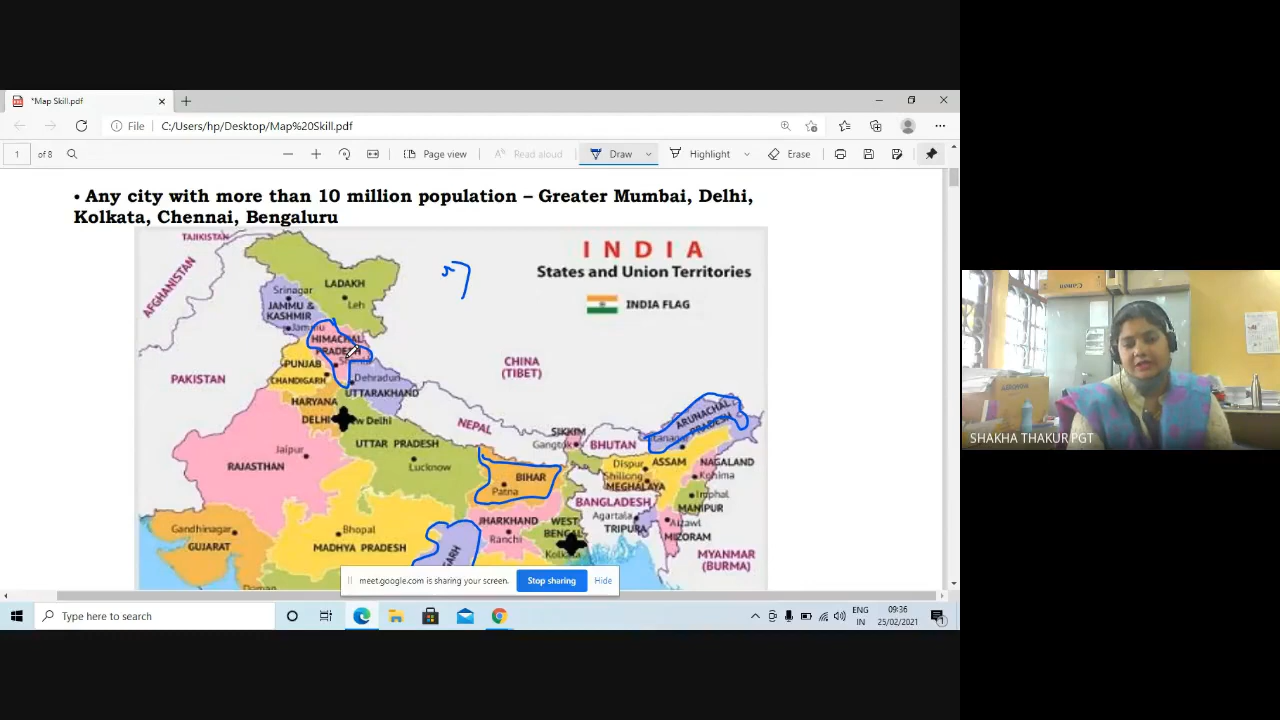 *Map Skill.pdf
File
C:/Users/hp/Desktop/Map%20Skill.pdf
1 of 8
Page view
Read aloud
Draw
Highlight
Erase
• Any city with more than 10 million population – Greater Mumbai, Delhi,
Kolkata, Chennai, Bengaluru
TAJIKISTAN
INDIA
States and Union Territories
INDIA FLAG
AFGHANISTAN
LADAKH
Srinagar
Leh
JAMMU &
KASHMIR
Jammu
HIMACHAL
PRADESH
PUNJAB
CHINA
(TIBET)
PAKISTAN
CHANDIGARH
Dehradun
UTTARAKHAND
HARYANA
DELHI
New Delhi
NEPAL
ARUNACHAL
PRADESH
SIKKIM
Gangtok
BHUTAN
UTTAR PRADESH
Jaipur
RAJASTHAN
Lucknow
Dispur
ASSAM
NAGALAND
Kohima
Shillong
MEGHALAYA
BIHAR
Patna
Imphal
MANIPUR
BANGLADESH
Agartala
TRIPURA
Aizawl
MIZORAM
JHARKHAND
Ranchi
WEST
BENGAL
Kolkata
Gandhinagar
GUJARAT
Bhopal
MADHYA PRADESH
MYANMAR
(BURMA)
meet.google.com is sharing your screen.
Stop sharing
Hide
Type here to search
ENG
IN
09:36
25/02/2021
SHAKHA THAKUR PGT